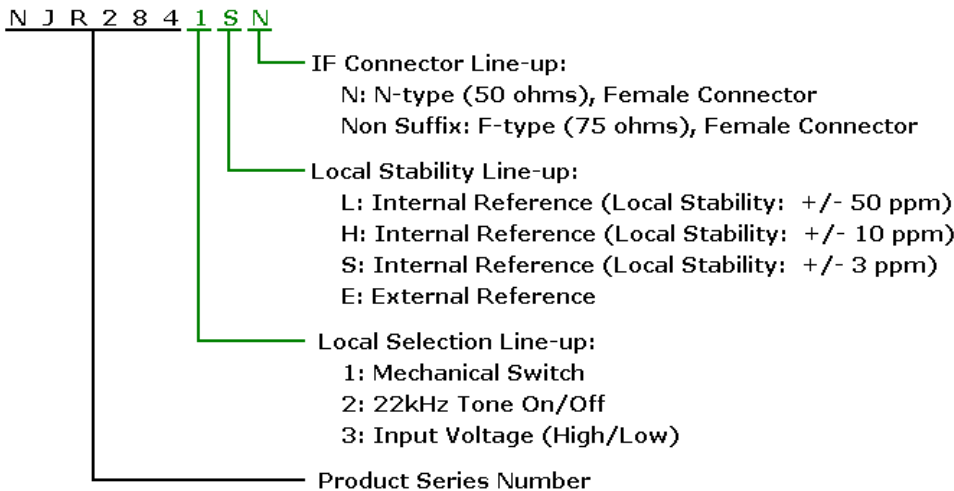 N J R 2 8 4 1 S N
IF Connector Line-up:
N: N-type (50 ohms), Female Connector
Non Suffix: F-type (75 ohms), Female Connector
Local Stability Line-up:
L: Internal Reference (Local Stability: +/- 50 ppm)
H: Internal Reference (Local Stability: +/- 10 ppm)
S: Internal Reference (Local Stability: +/- 3 ppm)
E: External Reference
Local Selection Line-up:
1: Mechanical Switch
2: 22kHz Tone On/Off
3: Input Voltage (High/Low)
Product Series Number